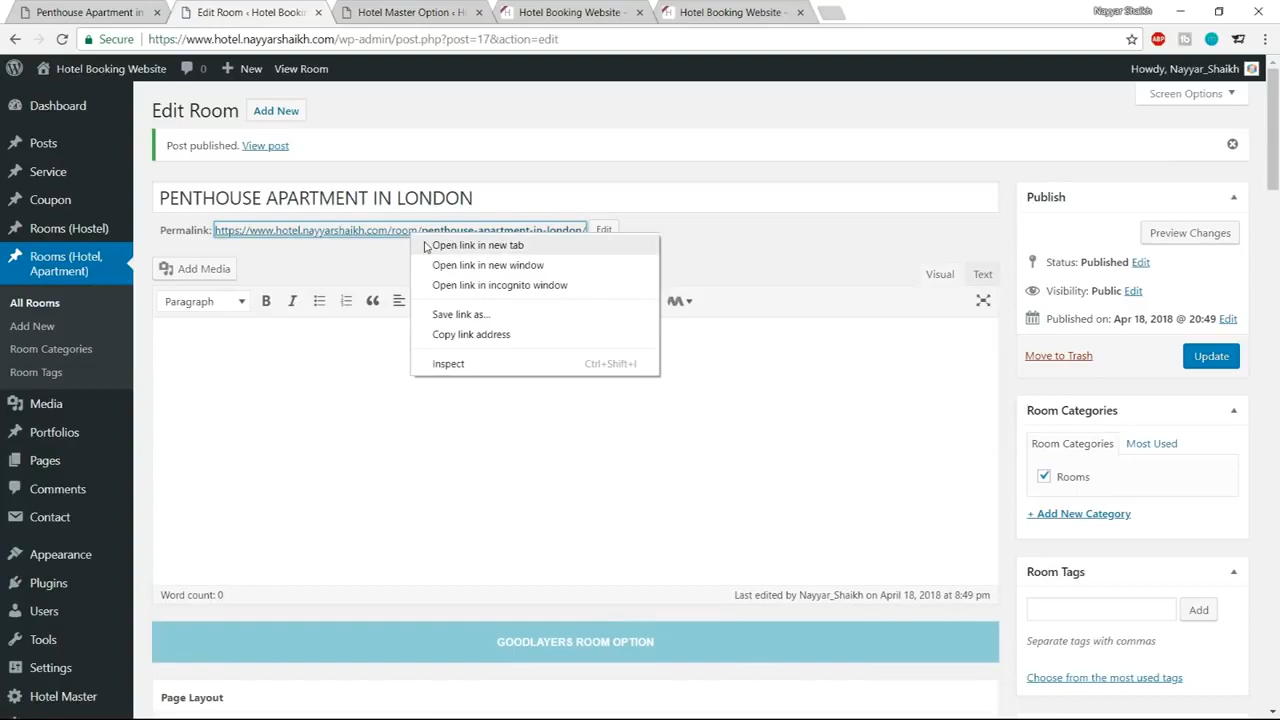 Penthouse Apartment in
Edit Room ‹ Hotel Bookin
Hotel Master Option ‹ H
Hotel Booking Website –
Hotel Booking Website –
Nayyar Shaikh
Secure
https://www.hotel.nayyarshaikh.com/wp-admin/post.php?post=17&action=edit
ABP
Hotel Booking Website
0
New
View Room
Howdy, Nayyar_Shaikh
Dashboard
Posts
Service
Coupon
Rooms (Hostel)
Rooms (Hotel,
Apartment)
All Rooms
Add New
Room Categories
Room Tags
Media
Portfolios
Pages
Comments
Contact
Appearance
Plugins
Users
Tools
Settings
Hotel Master
Screen Options
Edit Room
Add New
Post published. View post
PENTHOUSE APARTMENT IN LONDON
Permalink: https://www.hotel.nayyarshaikh.com/room/penthouse-apartment-in-london/
Edit
Open link in new tab
Open link in new window
Open link in incognito window
Save link as...
Copy link address
Inspect
Ctrl+Shift+I
Add Media
Visual
Text
Paragraph
Word count: 0
Last edited by Nayyar_Shaikh on April 18, 2018 at 8:49 pm
GOODLAYERS ROOM OPTION
Page Layout
Publish
Preview Changes
Status: Published Edit
Visibility: Public Edit
Published on: Apr 18, 2018 @ 20:49 Edit
Move to Trash
Update
Room Categories
Room Categories
Most Used
Rooms
+ Add New Category
Room Tags
Add
Separate tags with commas
Choose from the most used tags